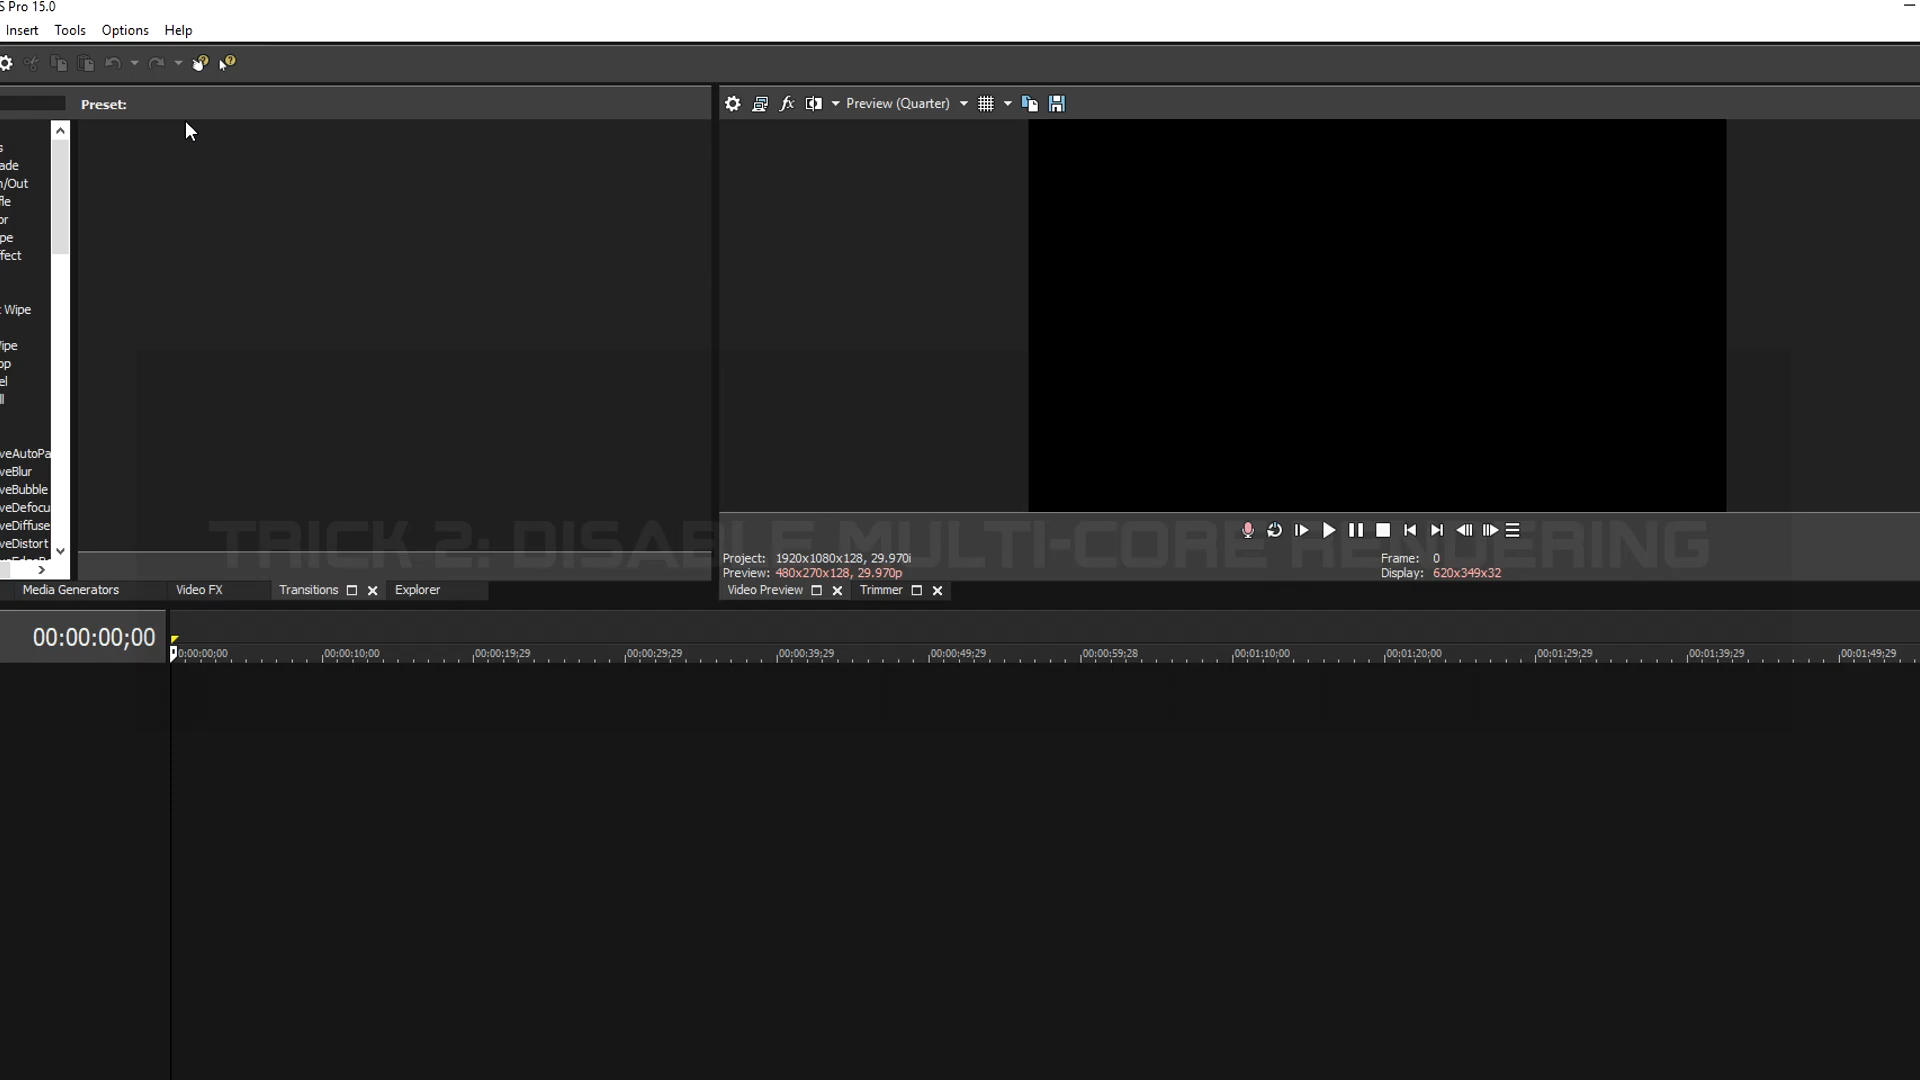 S Pro 15.0
Insert Tools Options Help
Preset:
Preview (Quarter)
s
ade
n/Out
fle
or
pe
ffect
t Wipe
Vipe
op
el
ll
veAutoPa
veBlur
veBubble
veDefocu
veDiffuse
veDistort
TRICK 2: DISABLE MULTI-CORE RENDERING
Project: 1920x1080x128, 29.970i
Frame: 0
Preview: 480x270x128, 29.970p
Display: 620x349x32
Media Generators Video FX Transitions Explorer
Video Preview Trimmer
00:00:00;00
0:00:00;00 00:00:10;00 00:00:19;29 00:00:29;29 00:00:39;29 00:00:49;29 00:00:59;28 00:01:10;00 00:01:20;00 00:01:29;29 00:01:39;29 00:01:49;29